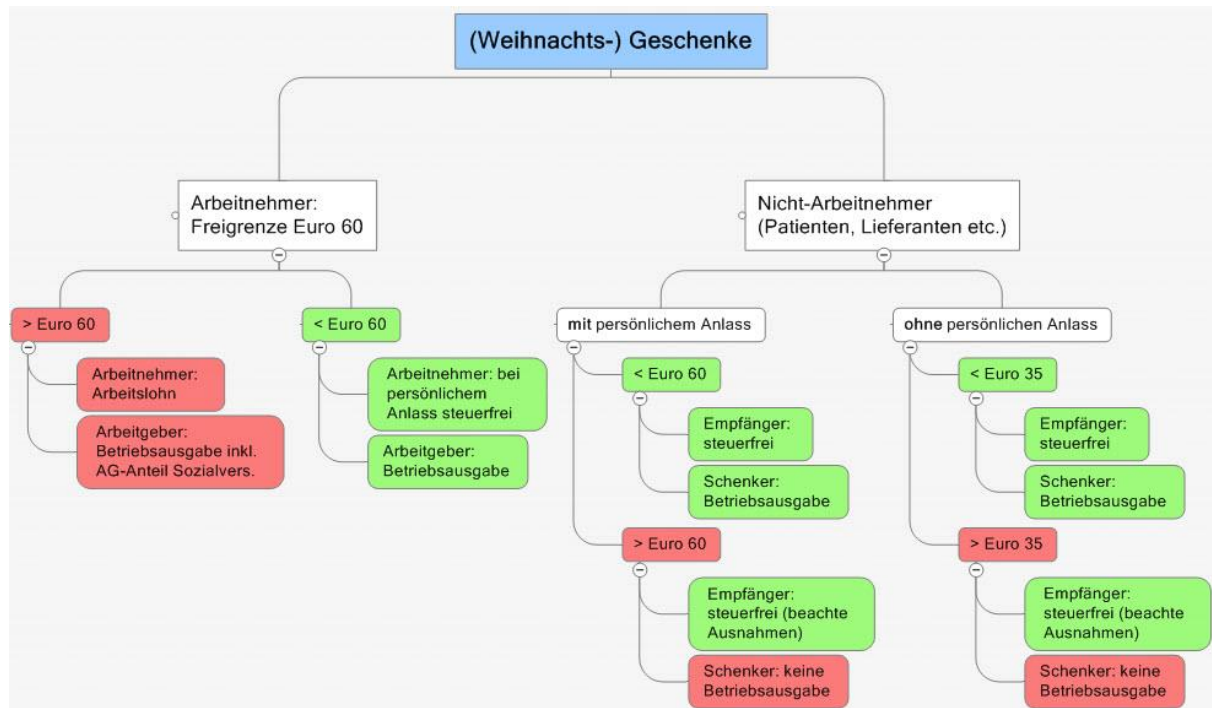 (Weihnachts-) Geschenke
Arbeitnehmer:
Freigrenze Euro 60
> Euro 60
Arbeitnehmer:
Arbeitslohn
Arbeitgeber:
Betriebsausgabe inkl.
AG-Anteil Sozialvers.
< Euro 60
Arbeitnehmer: bei
persönlichem
Anlass steuerfrei
Arbeitgeber:
Betriebsausgabe
Nicht-Arbeitnehmer
(Patienten, Lieferanten etc.)
mit persönlichem Anlass
< Euro 60
Empfänger:
steuerfrei
Schenker:
Betriebsausgabe
> Euro 60
Empfänger:
steuerfrei (beachte
Ausnahmen)
Schenker: keine
Betriebsausgabe
ohne persönlichen Anlass
< Euro 35
Empfänger:
steuerfrei
Schenker:
Betriebsausgabe
> Euro 35
Empfänger:
steuerfrei (beachte
Ausnahmen)
Schenker: keine
Betriebsausgabe